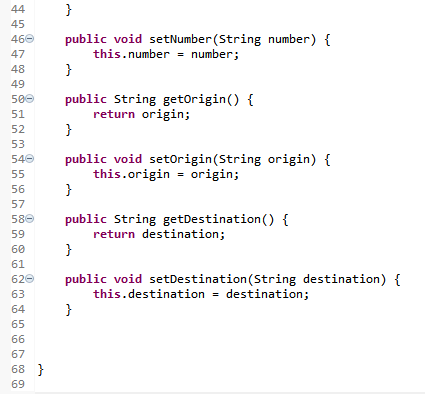 44     }
45
46    public void setNumber(String number) {
47        this.number = number;
48    }
49
50    public String getOrigin() {
51        return origin;
52    }
53
54    public void setOrigin(String origin) {
55        this.origin = origin;
56    }
57
58    public String getDestination() {
59        return destination;
60    }
61
62    public void setDestination(String destination) {
63        this.destination = destination;
64    }
65
66
67
68 }
69